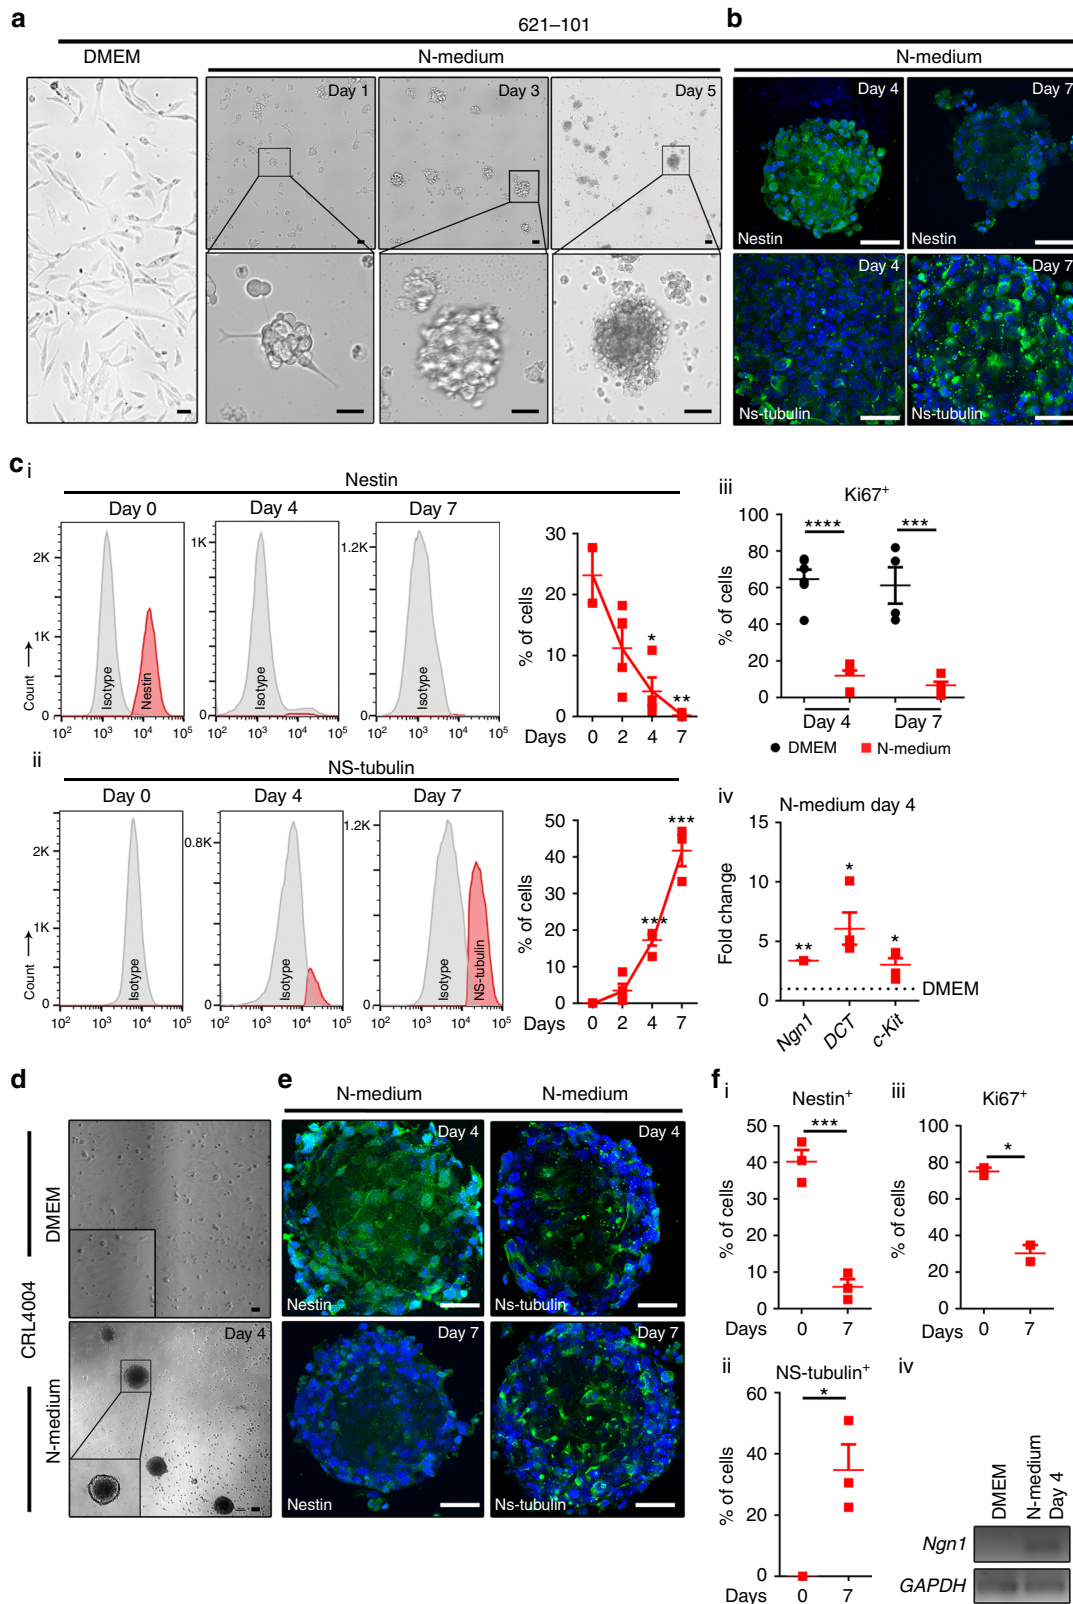 a
621–101
DMEM
N-medium
Day 1
Day 3
Day 5
b
N-medium
Day 4
Nestin
Day 7
Nestin
Day 4
Ns-tubulin
Day 7
Ns-tubulin
c
i
Nestin
Day 0
Day 4
Day 7
2K
1K
0
Count
Isotype
Nestin
10² 10³ 10⁴ 10⁵
1K
0
Isotype
10² 10³ 10⁴ 10⁵
1.2K
0
Isotype
10² 10³ 10⁴ 10⁵
% of cells
30
20
10
0
*
**
Days 0 2 4 7
ii
NS-tubulin
Day 0
Day 4
Day 7
2K
1K
0
Count
Isotype
10² 10³ 10⁴ 10⁵
0.8K
0
Isotype
10² 10³ 10⁴ 10⁵
1.2K
0
Isotype
NS-tubulin
10² 10³ 10⁴ 10⁵
% of cells
50
40
30
20
10
0
***
***
Days 0 2 4 7
iii
Ki67⁺
% of cells
100
80
60
40
20
0
****
***
Day 4 Day 7
DMEM N-medium
iv
N-medium day 4
Fold change
15
10
5
0
**
*
*
DMEM
Ngn1 DCT c-Kit
d
CRL4004
DMEM
N-medium
Day 4
e
N-medium
N-medium
Day 4
Nestin
Day 4
Ns-tubulin
Day 7
Nestin
Day 7
Ns-tubulin
f
i
Nestin⁺
% of cells
50
40
30
20
10
0
***
Days 0 7
iii
Ki67⁺
% of cells
100
80
60
40
20
0
*
Days 0 7
ii
NS-tubulin⁺
% of cells
60
40
20
0
*
Days 0 7
iv
DMEM
N-medium
Day 4
Ngn1
GAPDH